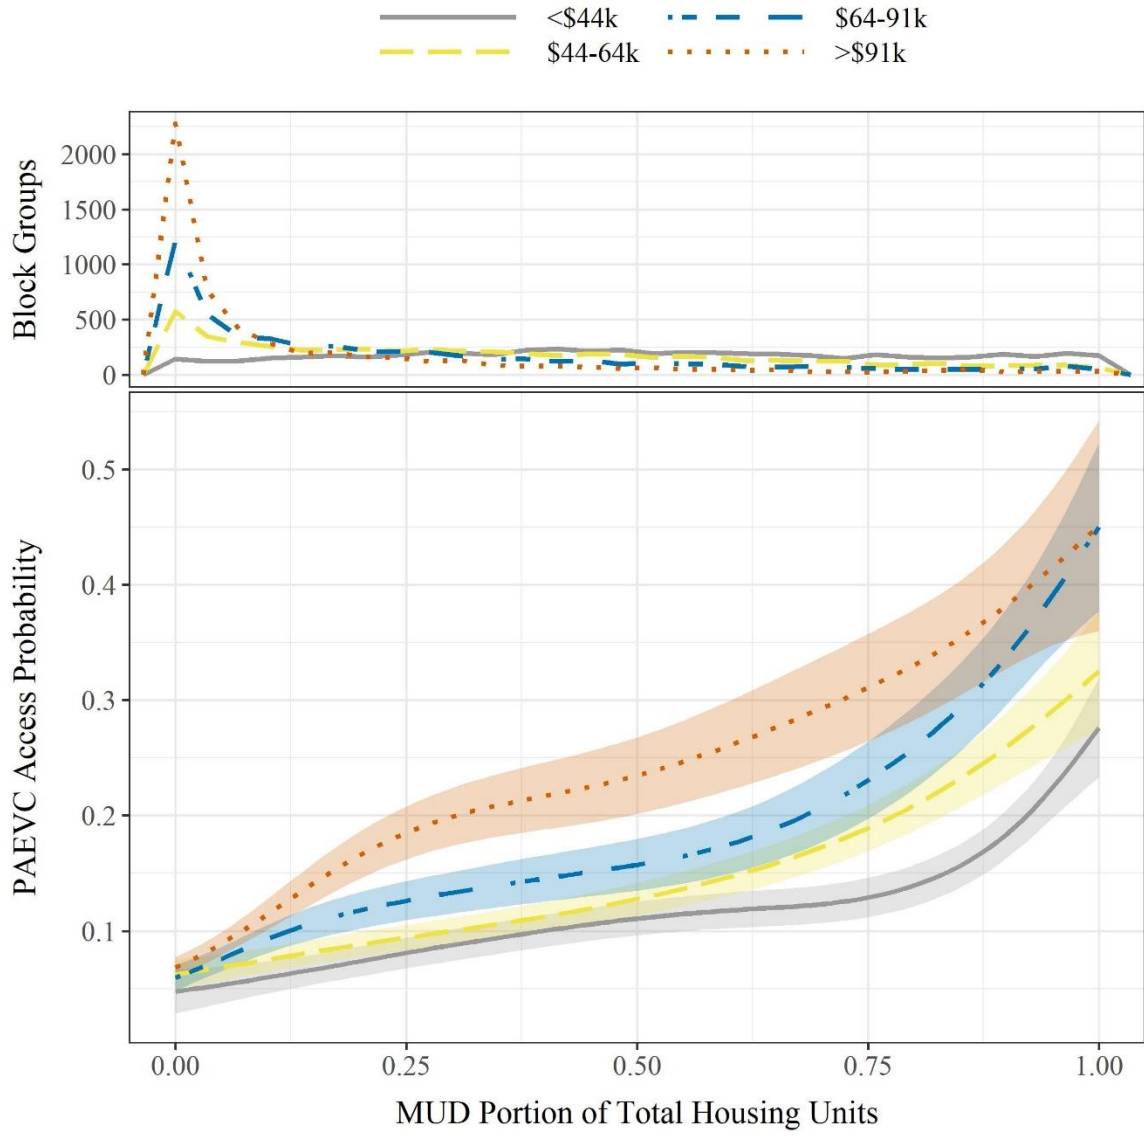 <$44k
$64-91k
$44-64k
>$91k
Block Groups
2000
1500
1000
500
0
PAEVC Access Probability
0.5
0.4
0.3
0.2
0.1
0.00 0.25 0.50 0.75 1.00
MUD Portion of Total Housing Units